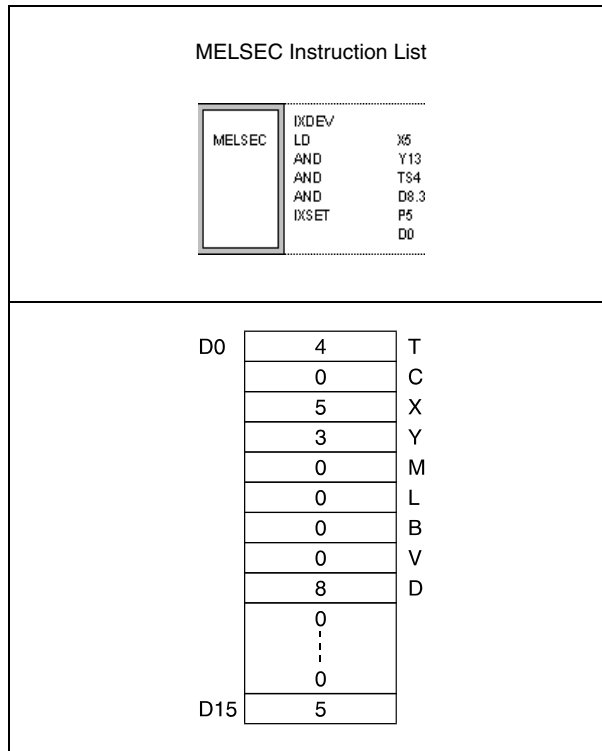 MELSEC Instruction List
MELSEC
IXDEV
LD X5
AND Y13
AND TS4
AND D8.3
IXSET P5
D0
D0 4 T
0 C
5 X
3 Y
0 M
0 L
0 B
0 V
8 D
0
0
D15 5